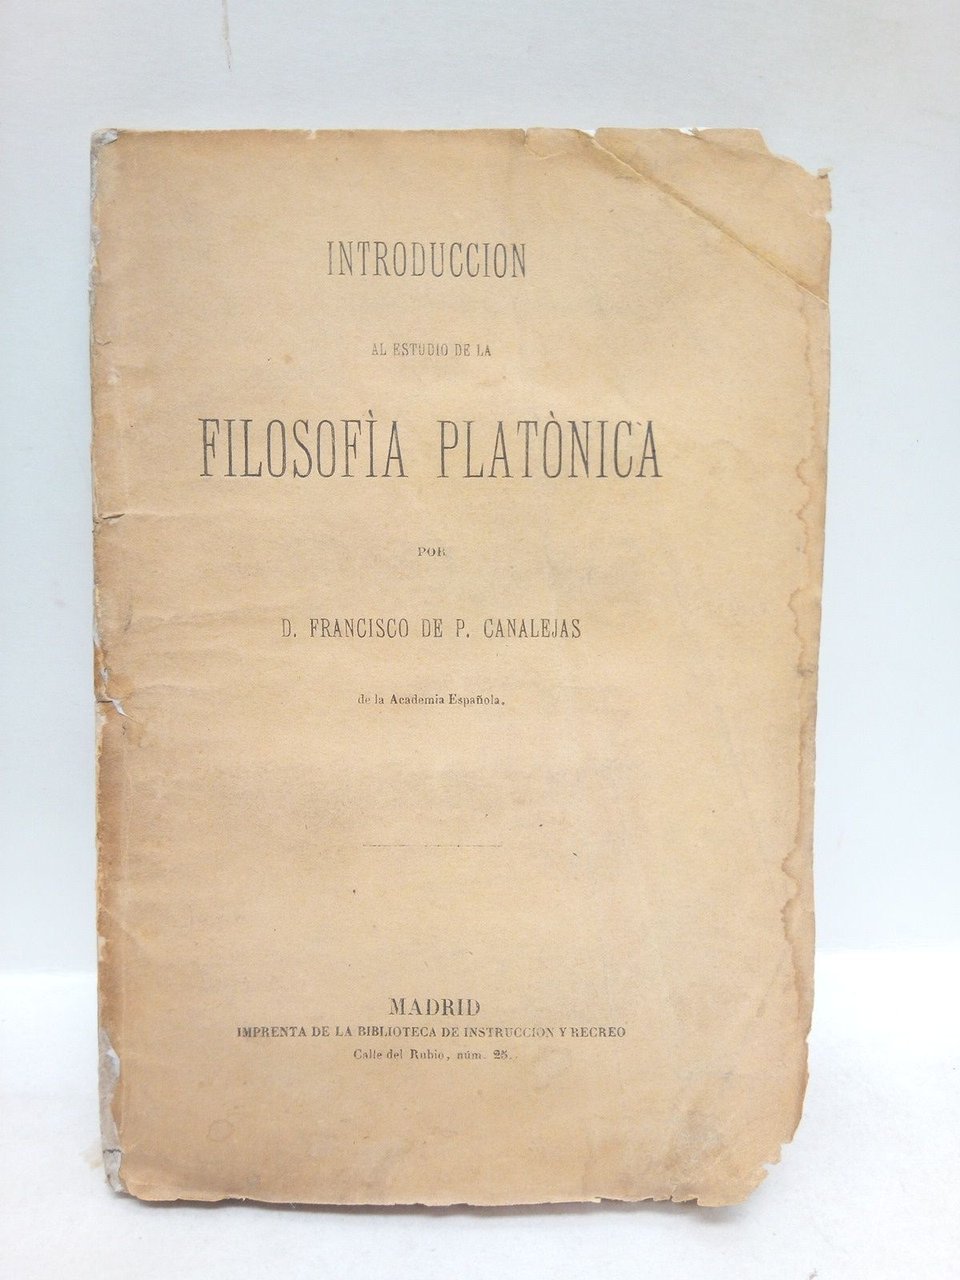 INTRODUCCION
AL ESTUDIO DE LA
FILOSOFÌA PLATÒNICA
POR
D. FRANCISCO DE P. CANALEJAS
de la Academia Española.
MADRID
IMPRENTA DE LA BIBLIOTECA DE INSTRUCCION Y RECREO
Calle del Rubio, núm. 25.